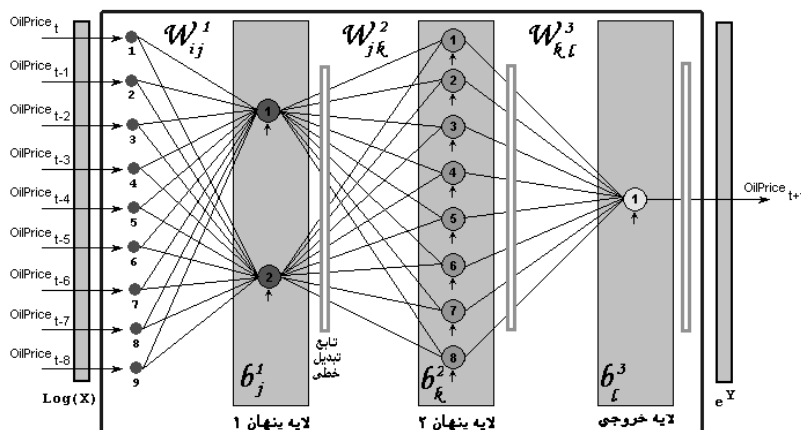 OilPrice t
OilPrice t-1
OilPrice t-2
OilPrice t-3
OilPrice t-4
OilPrice t-5
OilPrice t-6
OilPrice t-7
OilPrice t-8
Log(X)
1
2
3
4
5
6
7
8
9
W ij 1
1
2
b j 1
لایه پنهان ۱
تابع
تبدیل
خطی
W jk 2
1
2
3
4
5
6
7
8
b k 2
لایه پنهان ۲
W kl 3
1
b l 3
لایه خروجی
e Y
OilPrice t+1